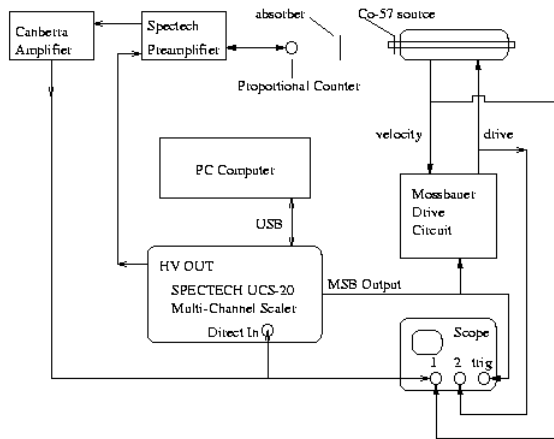 Canberra
Amplifier
Spectech
Preamplifier
absorber
Proportional Counter
Co-57 source
velocity
drive
PC Computer
USB
Mossbauer
Drive
Circuit
HV OUT
SPECTECH UCS-20
Multi-Channel Scaler
Direct In
MSB Output
Scope
1 2 trig